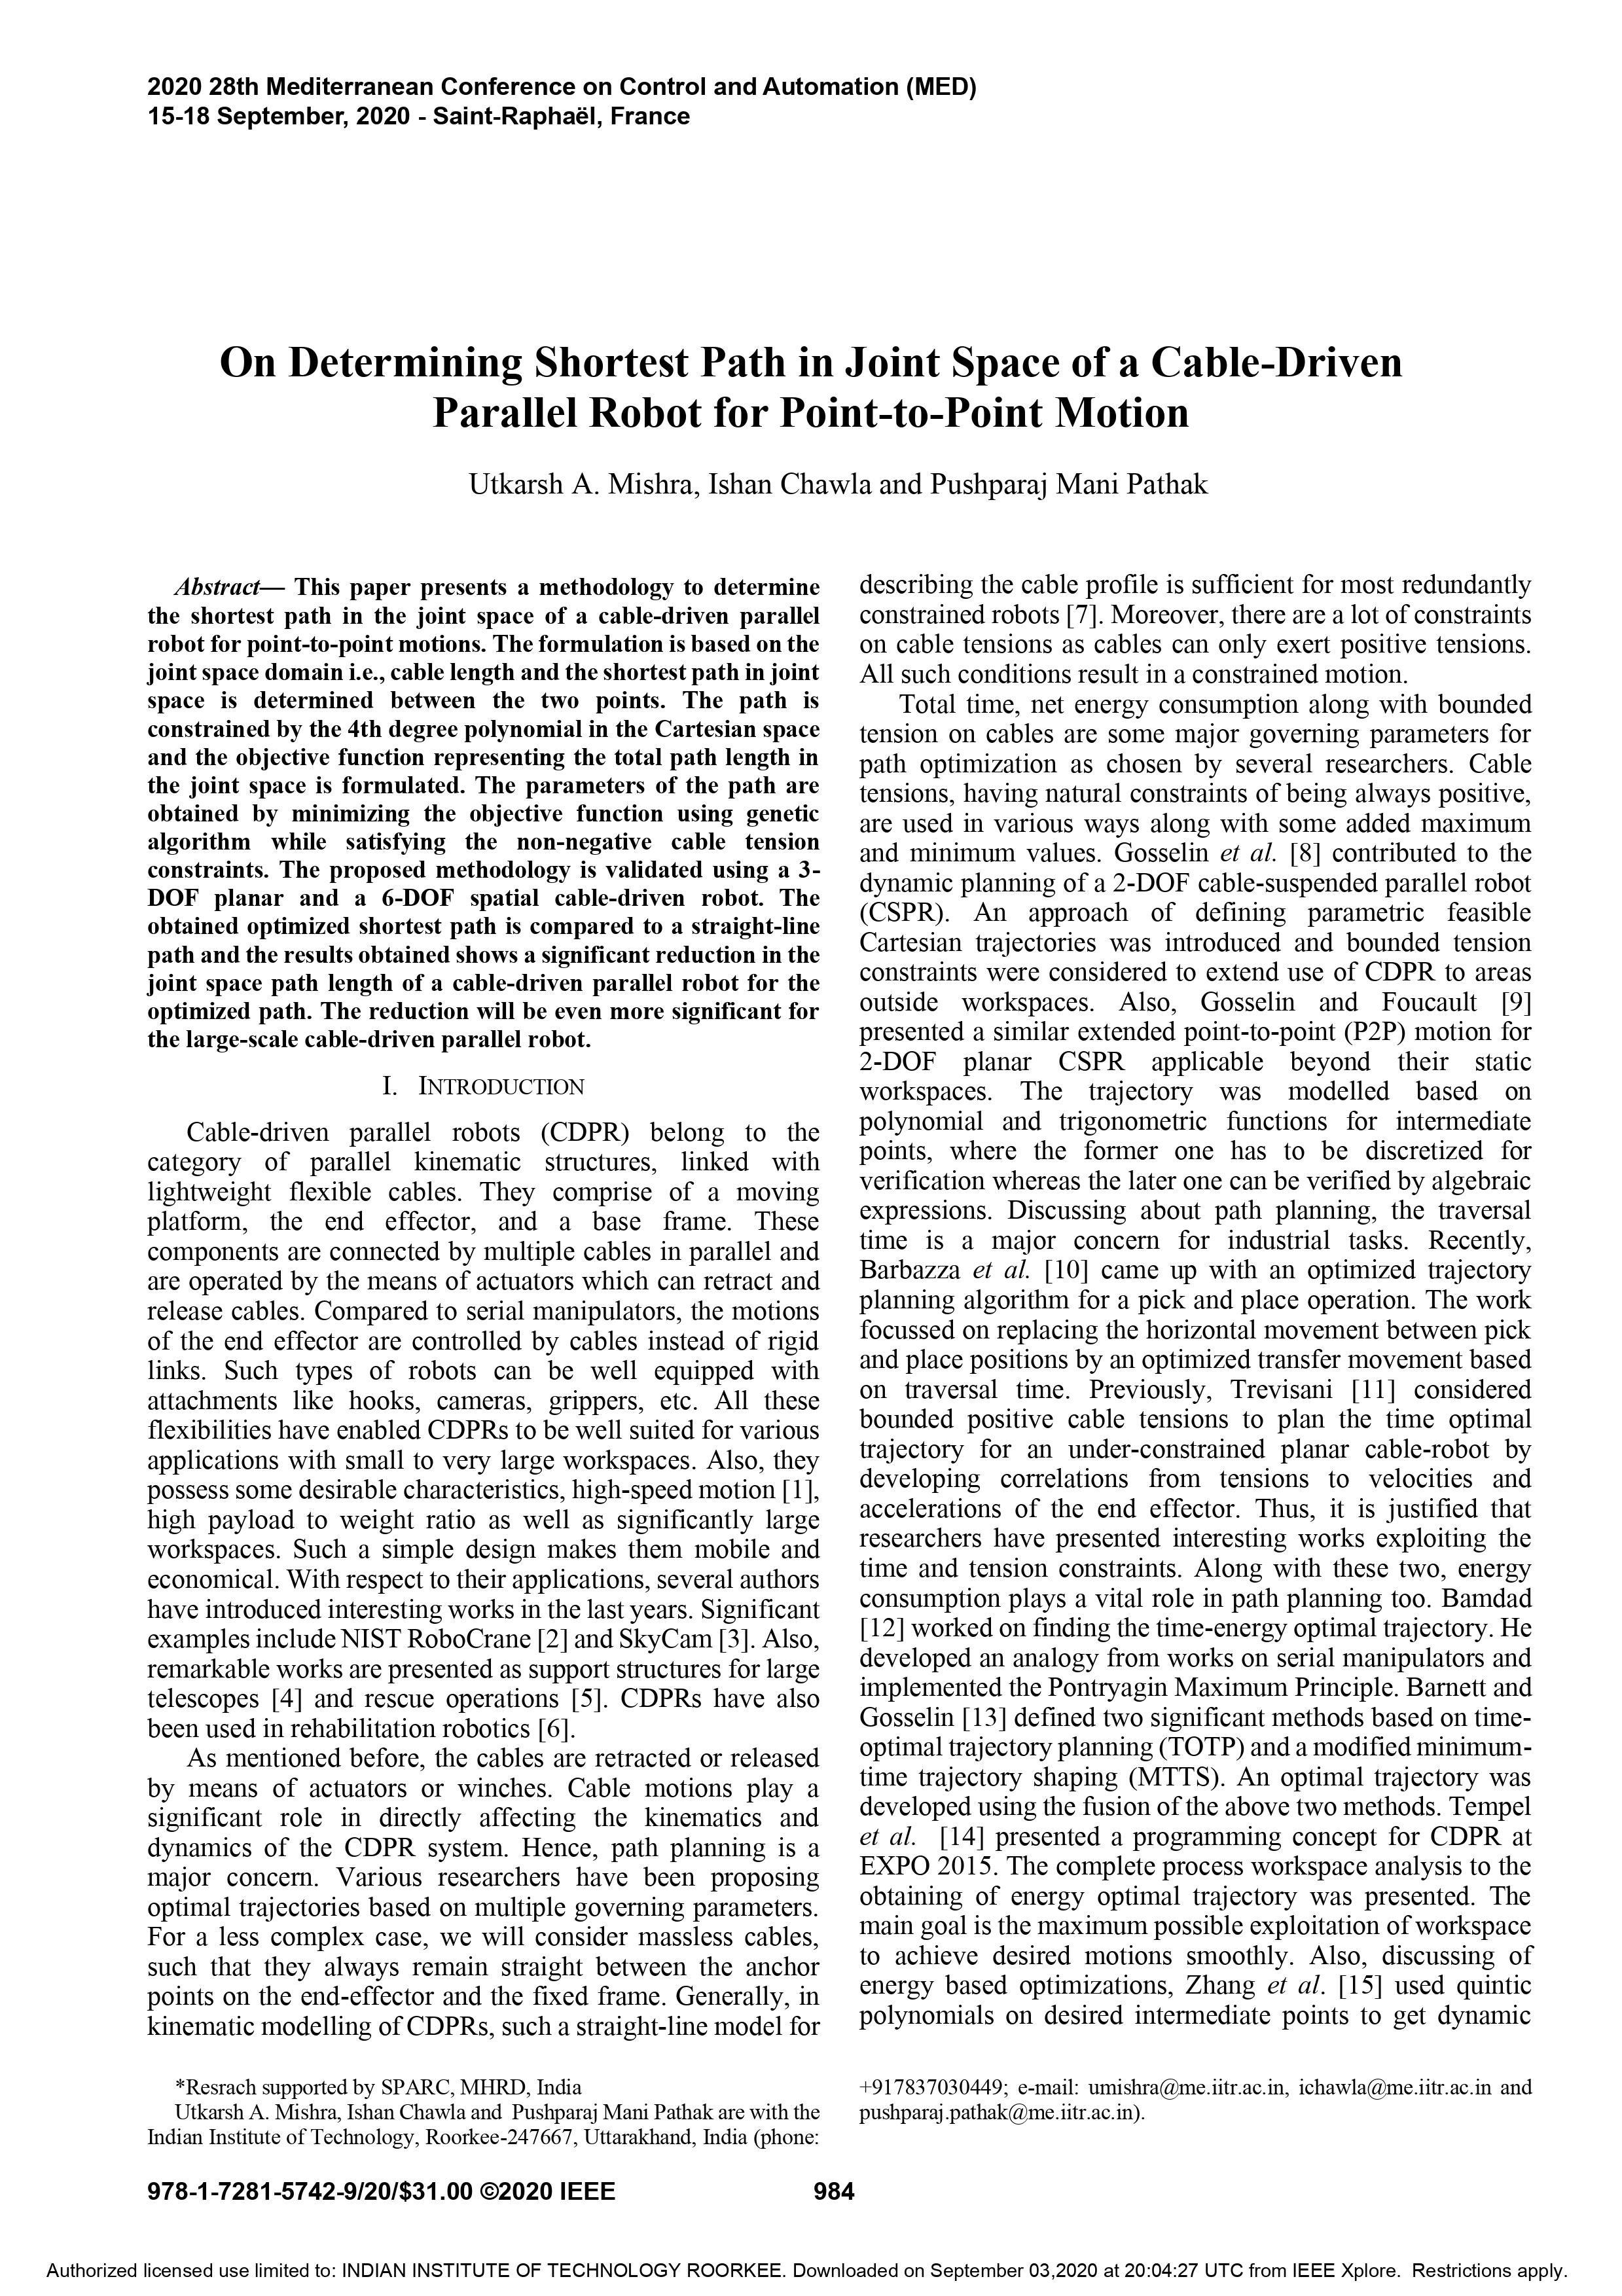 2020 28th Mediterranean Conference on Control and Automation (MED)
15-18 September, 2020 - Saint-Raphaël, France
On Determining Shortest Path in Joint Space of a Cable-Driven
Parallel Robot for Point-to-Point Motion
Utkarsh A. Mishra, Ishan Chawla and Pushparaj Mani Pathak
Abstract— This paper presents a methodology to determine
the shortest path in the joint space of a cable-driven parallel
robot for point-to-point motions. The formulation is based on the
joint space domain i.e., cable length and the shortest path in joint
space is determined between the two points. The path is
constrained by the 4th degree polynomial in the Cartesian space
and the objective function representing the total path length in
the joint space is formulated. The parameters of the path are
obtained by minimizing the objective function using genetic
algorithm while satisfying the non-negative cable tension
constraints. The proposed methodology is validated using a 3-
DOF planar and a 6-DOF spatial cable-driven robot. The
obtained optimized shortest path is compared to a straight-line
path and the results obtained shows a significant reduction in the
joint space path length of a cable-driven parallel robot for the
optimized path. The reduction will be even more significant for
the large-scale cable-driven parallel robot.
I. INTRODUCTION
Cable-driven parallel robots (CDPR) belong to the
category of parallel kinematic structures, linked with
lightweight flexible cables. They comprise of a moving
platform, the end effector, and a base frame. These
components are connected by multiple cables in parallel and
are operated by the means of actuators which can retract and
release cables. Compared to serial manipulators, the motions
of the end effector are controlled by cables instead of rigid
links. Such types of robots can be well equipped with
attachments like hooks, cameras, grippers, etc. All these
flexibilities have enabled CDPRs to be well suited for various
applications with small to very large workspaces. Also, they
possess some desirable characteristics, high-speed motion [1],
high payload to weight ratio as well as significantly large
workspaces. Such a simple design makes them mobile and
economical. With respect to their applications, several authors
have introduced interesting works in the last years. Significant
examples include NIST RoboCrane [2] and SkyCam [3]. Also,
remarkable works are presented as support structures for large
telescopes [4] and rescue operations [5]. CDPRs have also
been used in rehabilitation robotics [6].
As mentioned before, the cables are retracted or released
by means of actuators or winches. Cable motions play a
significant role in directly affecting the kinematics and
dynamics of the CDPR system. Hence, path planning is a
major concern. Various researchers have been proposing
optimal trajectories based on multiple governing parameters.
For a less complex case, we will consider massless cables,
such that they always remain straight between the anchor
points on the end-effector and the fixed frame. Generally, in
kinematic modelling of CDPRs, such a straight-line model for
describing the cable profile is sufficient for most redundantly
constrained robots [7]. Moreover, there are a lot of constraints
on cable tensions as cables can only exert positive tensions.
All such conditions result in a constrained motion.
Total time, net energy consumption along with bounded
tension on cables are some major governing parameters for
path optimization as chosen by several researchers. Cable
tensions, having natural constraints of being always positive,
are used in various ways along with some added maximum
and minimum values. Gosselin et al. [8] contributed to the
dynamic planning of a 2-DOF cable-suspended parallel robot
(CSPR). An approach of defining parametric feasible
Cartesian trajectories was introduced and bounded tension
constraints were considered to extend use of CDPR to areas
outside workspaces. Also, Gosselin and Foucault [9]
presented a similar extended point-to-point (P2P) motion for
2-DOF planar CSPR applicable beyond their static
workspaces. The trajectory was modelled based on
polynomial and trigonometric functions for intermediate
points, where the former one has to be discretized for
verification whereas the later one can be verified by algebraic
expressions. Discussing about path planning, the traversal
time is a major concern for industrial tasks. Recently,
Barbazza et al. [10] came up with an optimized trajectory
planning algorithm for a pick and place operation. The work
focussed on replacing the horizontal movement between pick
and place positions by an optimized transfer movement based
on traversal time. Previously, Trevisani [11] considered
bounded positive cable tensions to plan the time optimal
trajectory for an under-constrained planar cable-robot by
developing correlations from tensions to velocities and
accelerations of the end effector. Thus, it is justified that
researchers have presented interesting works exploiting the
time and tension constraints. Along with these two, energy
consumption plays a vital role in path planning too. Bamdad
[12] worked on finding the time-energy optimal trajectory. He
developed an analogy from works on serial manipulators and
implemented the Pontryagin Maximum Principle. Barnett and
Gosselin [13] defined two significant methods based on time-
optimal trajectory planning (TOTP) and a modified minimum-
time trajectory shaping (MTTS). An optimal trajectory was
developed using the fusion of the above two methods. Tempel
et al. [14] presented a programming concept for CDPR at
EXPO 2015. The complete process workspace analysis to the
obtaining of energy optimal trajectory was presented. The
main goal is the maximum possible exploitation of workspace
to achieve desired motions smoothly. Also, discussing of
energy based optimizations, Zhang et al. [15] used quintic
polynomials on desired intermediate points to get dynamic
*Resrach supported by SPARC, MHRD, India
Utkarsh A. Mishra, Ishan Chawla and Pushparaj Mani Pathak are with the
Indian Institute of Technology, Roorkee-247667, Uttarakhand, India (phone:
+917837030449; e-mail: umishra@me.iitr.ac.in, ichawla@me.iitr.ac.in and
pushparaj.pathak@me.iitr.ac.in).
978-1-7281-5742-9/20/$31.00 ©2020 IEEE
984
Authorized licensed use limited to: INDIAN INSTITUTE OF TECHNOLOGY ROORKEE. Downloaded on September 03,2020 at 20:04:27 UTC from IEEE Xplore. Restrictions apply.